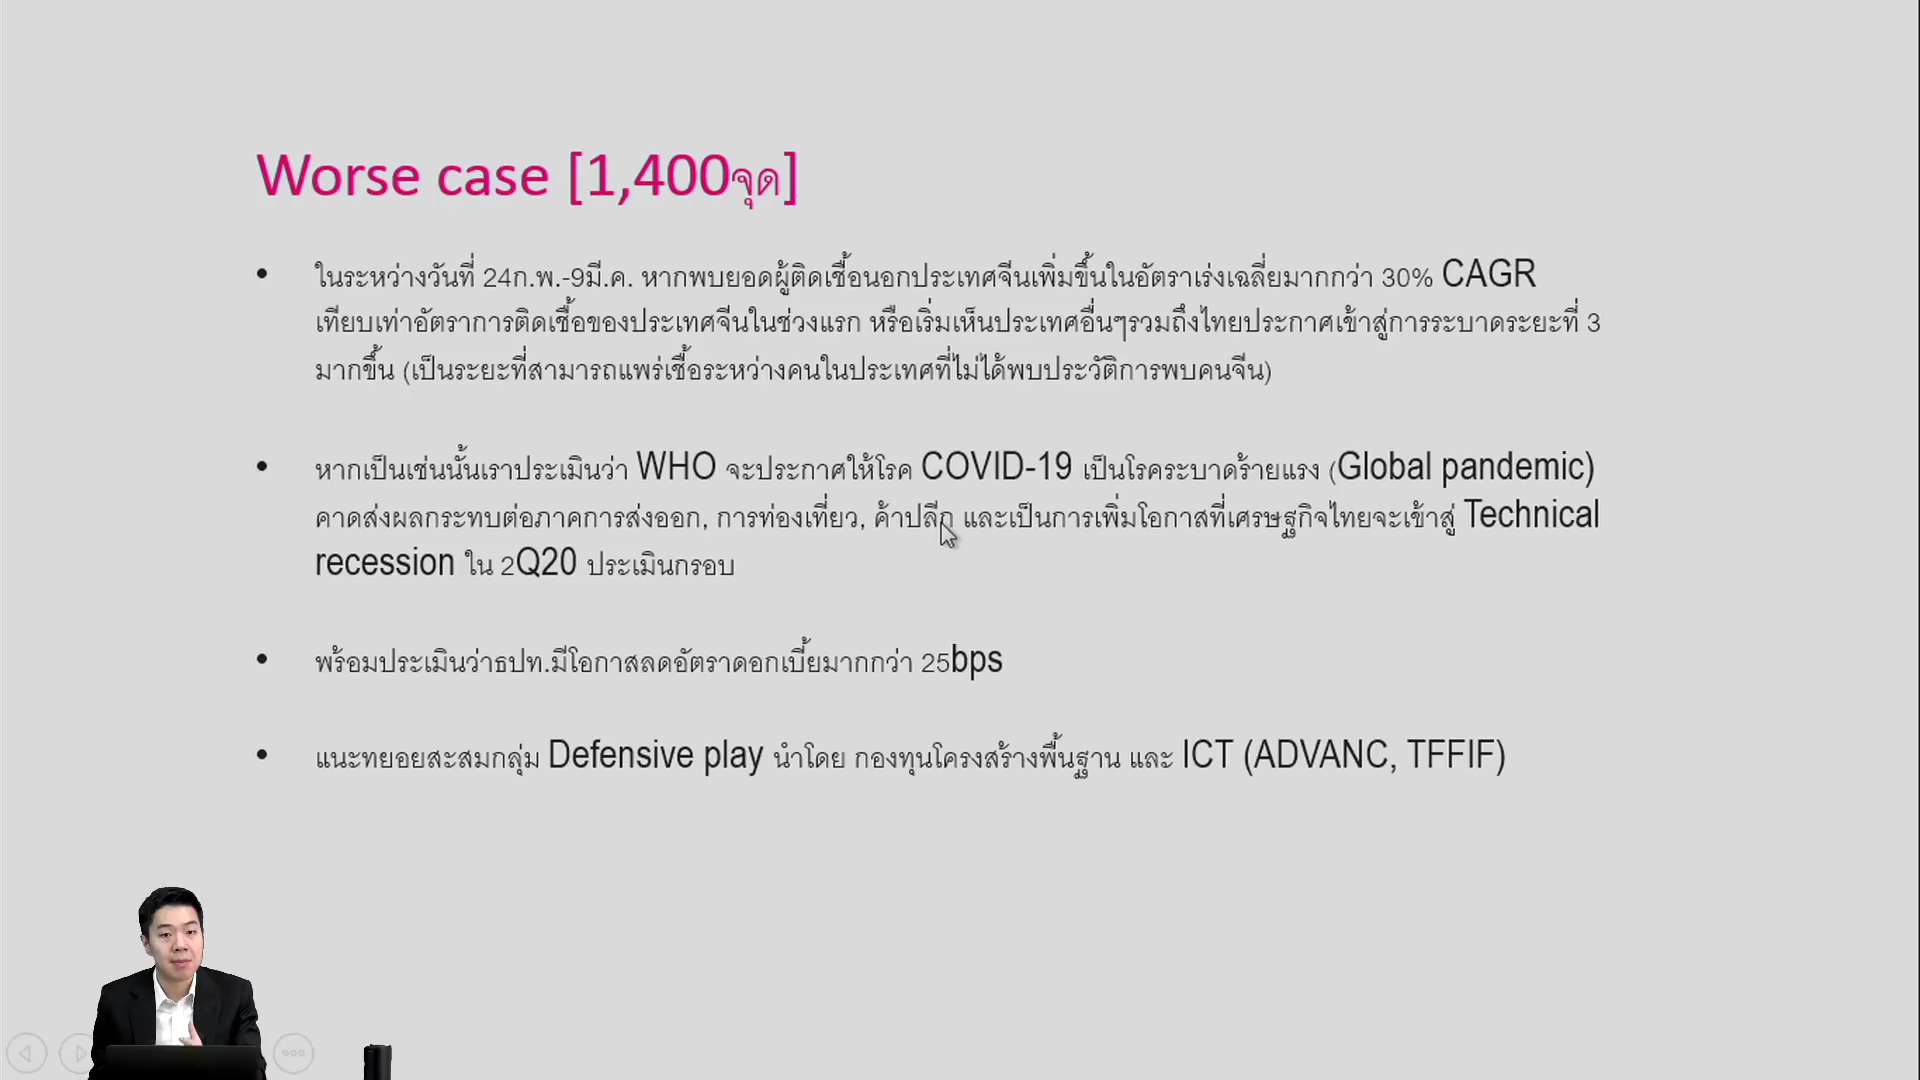 Worse case [1,400จุด]
• ในระหว่างวันที่ 24ก.พ.-9มี.ค. หากพบยอดผู้ติดเชื้อนอกประเทศจีนเพิ่มขึ้นในอัตราเร่งเฉลี่ยมากกว่า 30% CAGR
เทียบเท่าอัตราการติดเชื้อของประเทศจีนในช่วงแรก หรือเริ่มเห็นประเทศอื่นๆรวมถึงไทยประกาศเข้าสู่การระบาดระยะที่ 3
มากขึ้น (เป็นระยะที่สามารถแพร่เชื้อระหว่างคนในประเทศที่ไม่ได้พบประวัติการพบคนจีน)
• หากเป็นเช่นนั้นเราประเมินว่า WHO จะประกาศให้โรค COVID-19 เป็นโรคระบาดร้ายแรง (Global pandemic)
คาดส่งผลกระทบต่อภาคการส่งออก, การท่องเที่ยว, ค้าปลีก และเป็นการเพิ่มโอกาสที่เศรษฐกิจไทยจะเข้าสู่ Technical
recession ใน 2Q20 ประเมินกรอบ
• พร้อมประเมินว่าธปท.มีโอกาสลดอัตราดอกเบี้ยมากกว่า 25bps
• แนะทยอยสะสมกลุ่ม Defensive play นำโดย กองทุนโครงสร้างพื้นฐาน และ ICT (ADVANC, TFFIF)